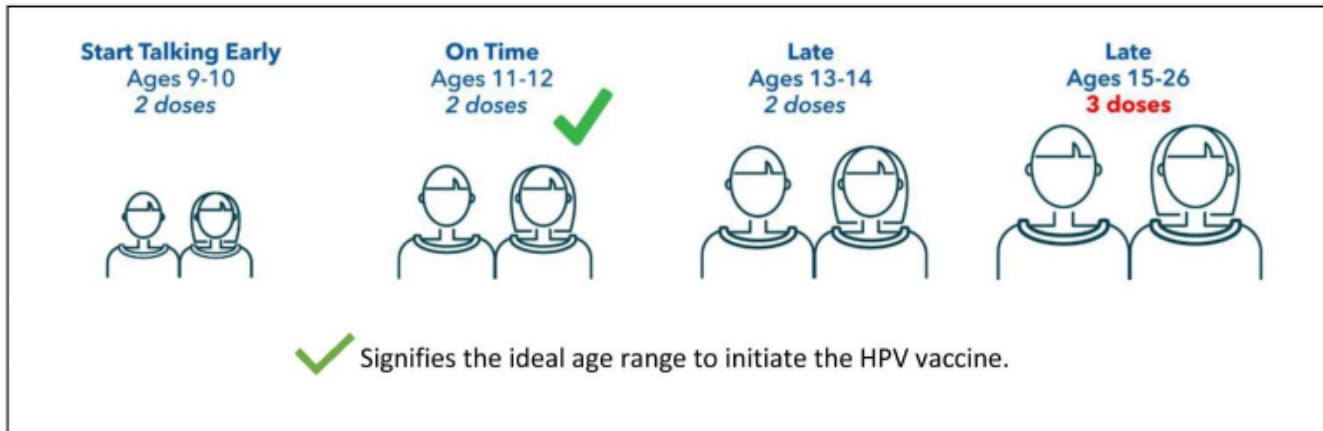 Start Talking Early
Ages 9-10
2 doses
On Time
Ages 11-12
2 doses
Late
Ages 13-14
2 doses
Late
Ages 15-26
3 doses
Signifies the ideal age range to initiate the HPV vaccine.